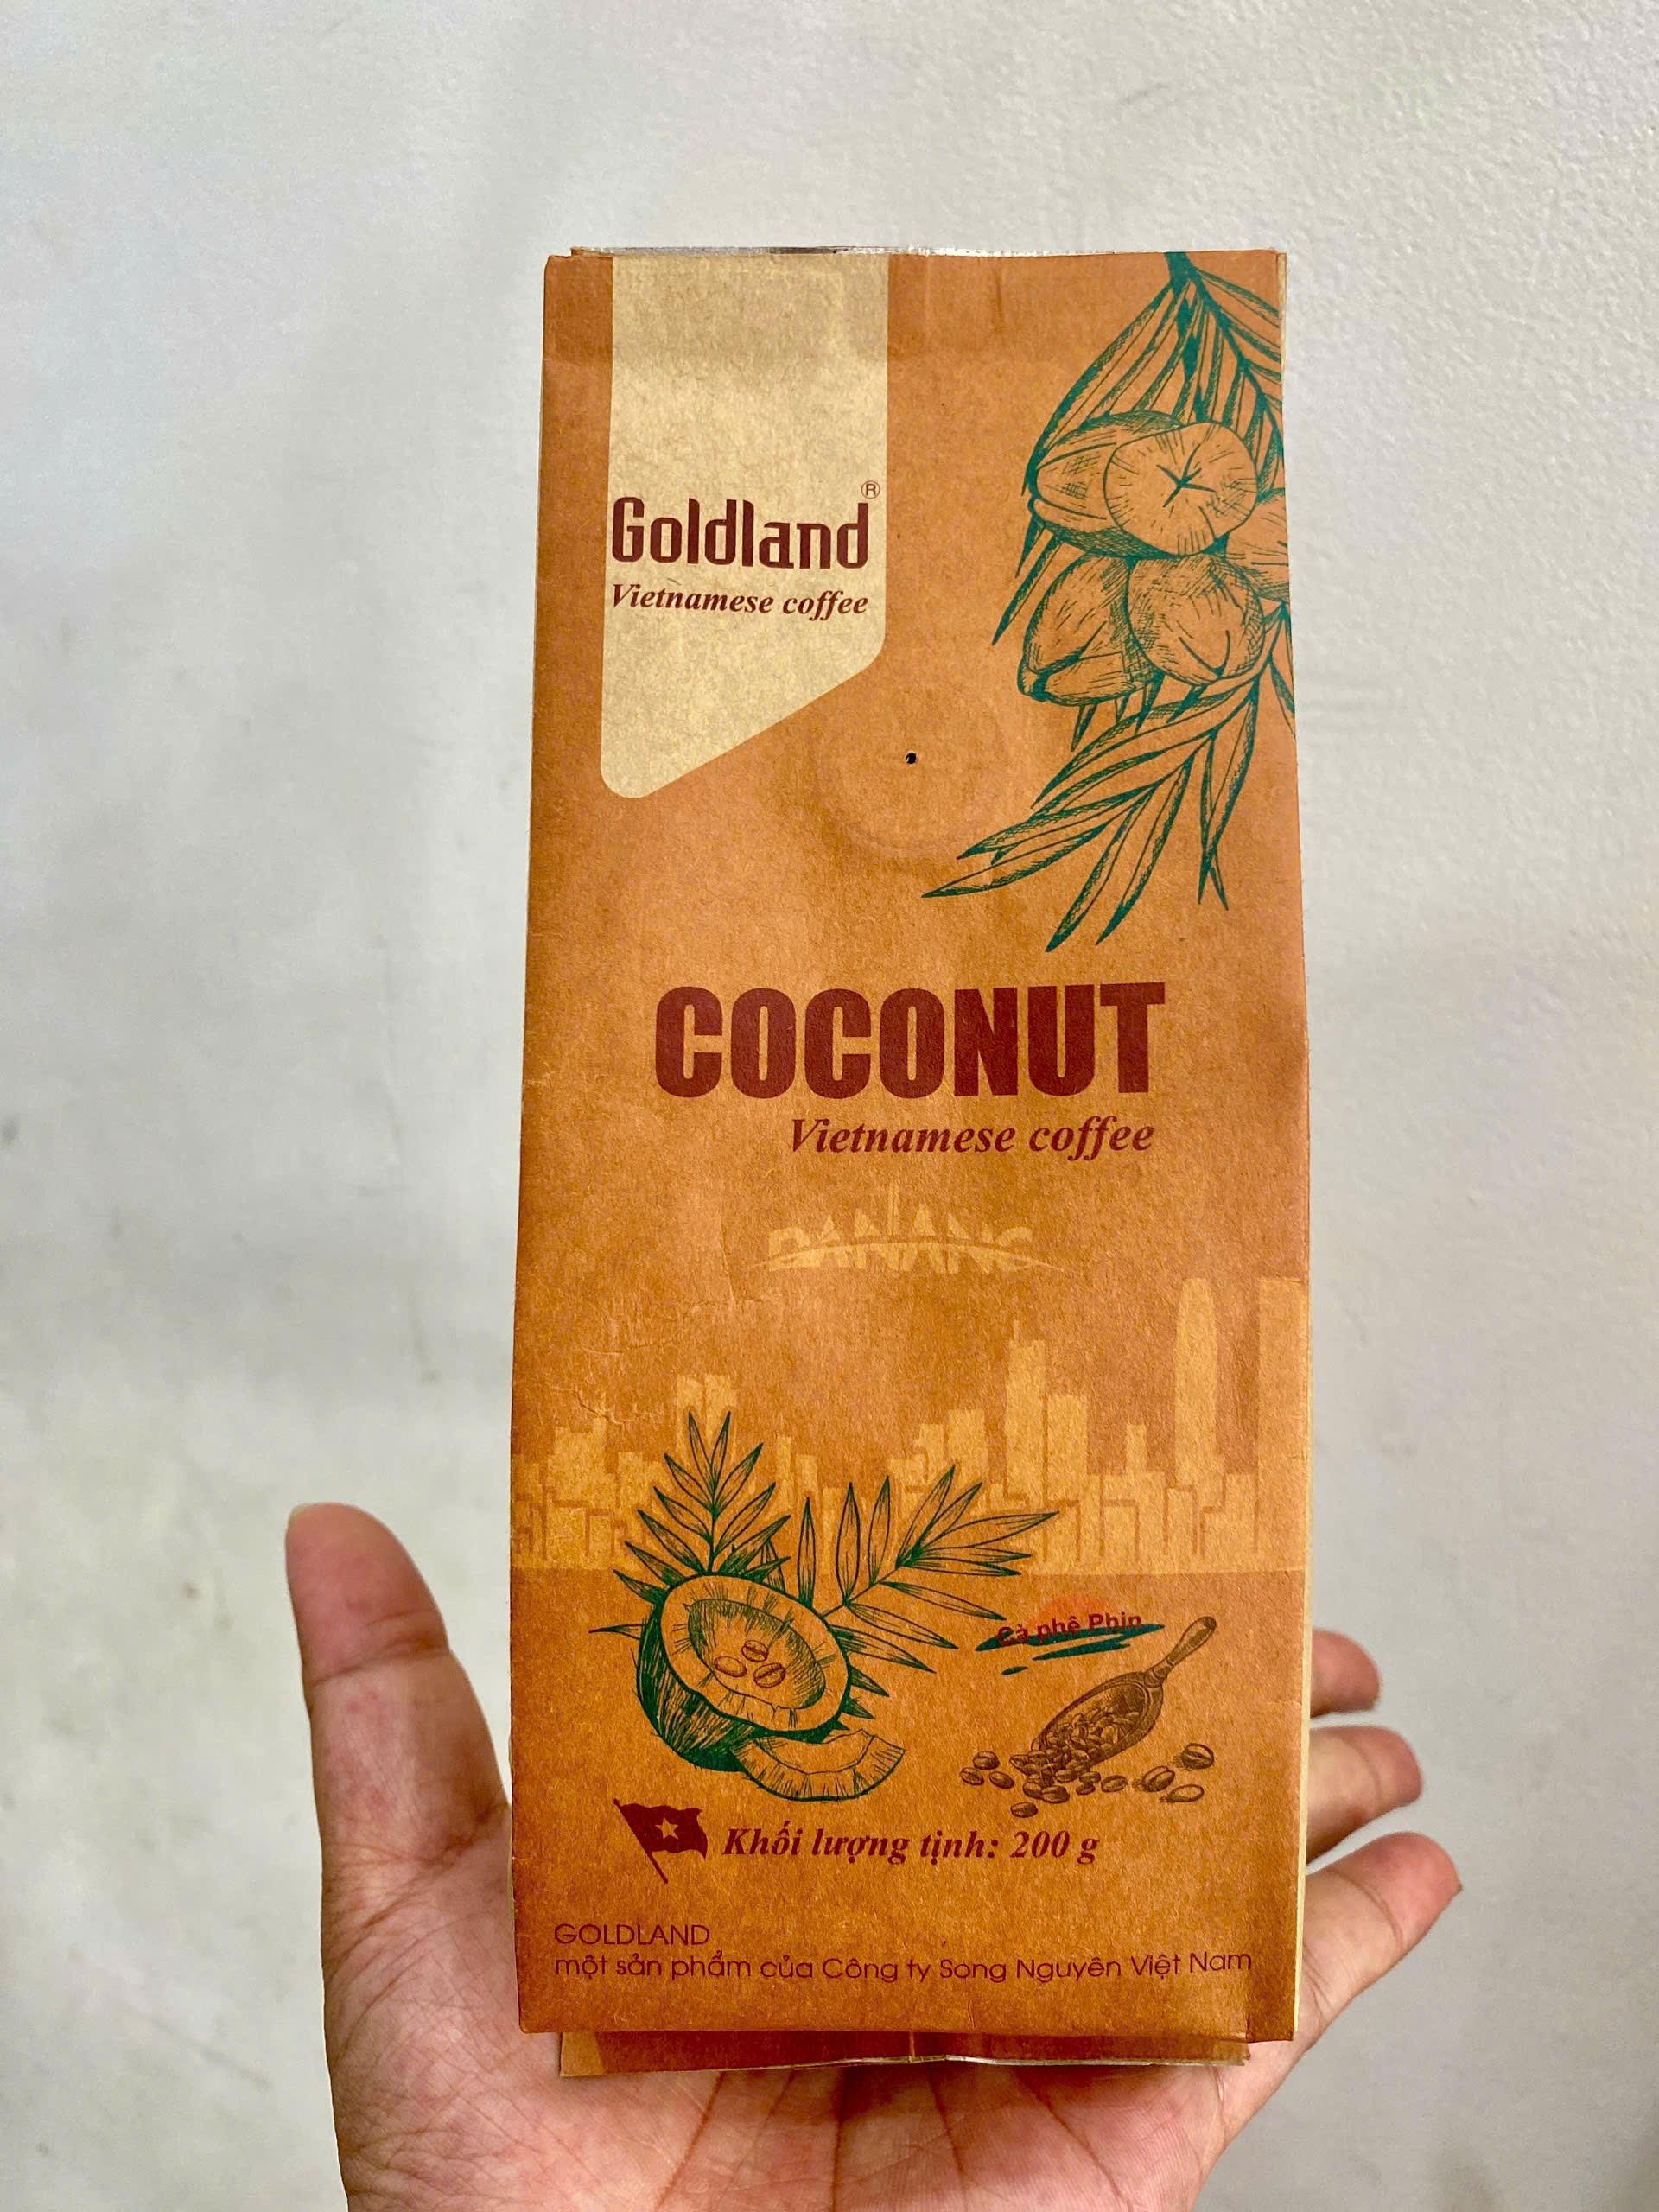 Goldland®
Vietnamese coffee
COCONUT
Vietnamese coffee
DANANG
Cà phê Phin
Khối lượng tịnh: 200 g
GOLDLAND
một sản phẩm của Công ty Song Nguyên Việt Nam